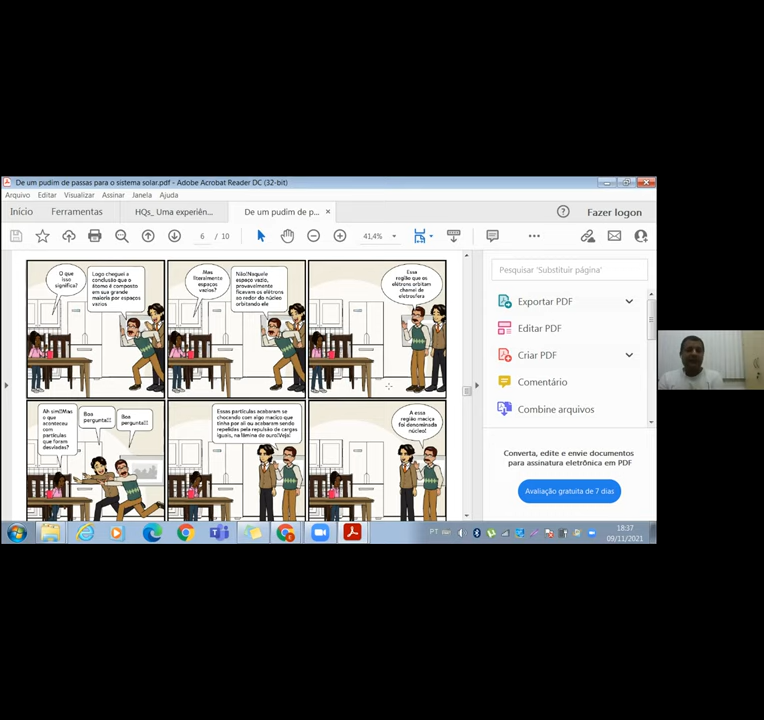 De um pudim de passas para o sistema solar.pdf - Adobe Acrobat Reader DC (32-bit)
Arquivo Editar Visualizar Assinar Janela Ajuda
Início Ferramentas HQs_ Uma experiên... De um pudim de p... × Fazer logon
6 / 10 41,4%
O que
isso
significa?
Logo cheguei a
conclusão que o
átomo é composto
em sua grande
maioria por espaços
vazios
Mas
literalmente
espaços
vazios?
Não!Naquele
espaço vazio,
provavelmente
ficavam os elétrons
ao redor do núcleo
orbitando ele
Essa
região que os
elétrons orbitam
chamei de
eletrosfera
Ah sim!!Mas
o que
aconteceu
com
partículas
que foram
desviadas?
Boa
pergunta!!!
Boa
pergunta!!
Essas partículas acabaram se
chocando com algo maciço que
tinha por ali ou acabaram sendo
repelidas pela repulsão de cargas
iguais, na lâmina de ouro!Veja!
A essa
região maciça
foi denominada
núcleo!
Pesquisar 'Substituir página'
Exportar PDF
Editar PDF
Criar PDF
Comentário
Combine arquivos
Converta, edite e envie documentos
para assinatura eletrônica em PDF
Avaliação gratuita de 7 dias
PT
18:37
09/11/2021